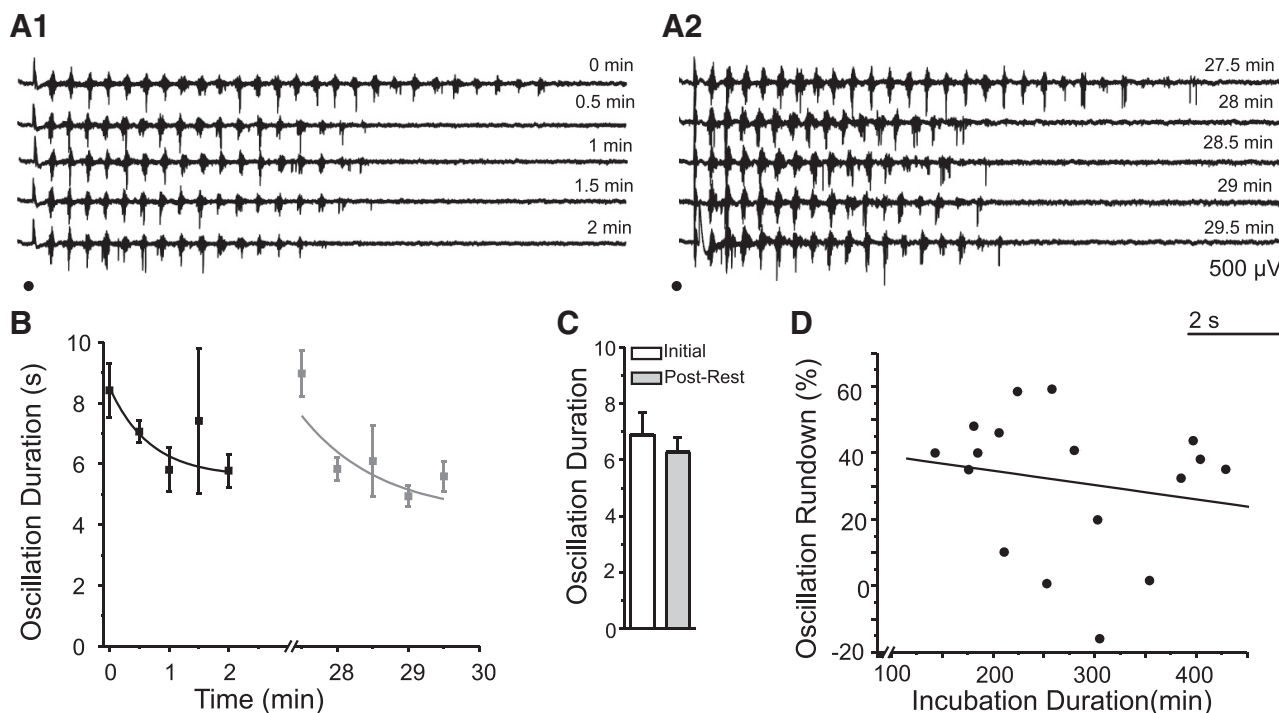 A1
0 min
0.5 min
1 min
1.5 min
2 min
A2
27.5 min
28 min
28.5 min
29 min
29.5 min
500 µV
2 s
B
Oscillation Duration (s)
10
8
6
4
2
0
0 1 2 28 29 30
Time (min)
C
Oscillation Duration
10
8
6
4
2
0
Initial
Post-Rest
D
Oscillation Rundown (%)
60
40
20
0
-20
100 200 300 400
Incubation Duration(min)